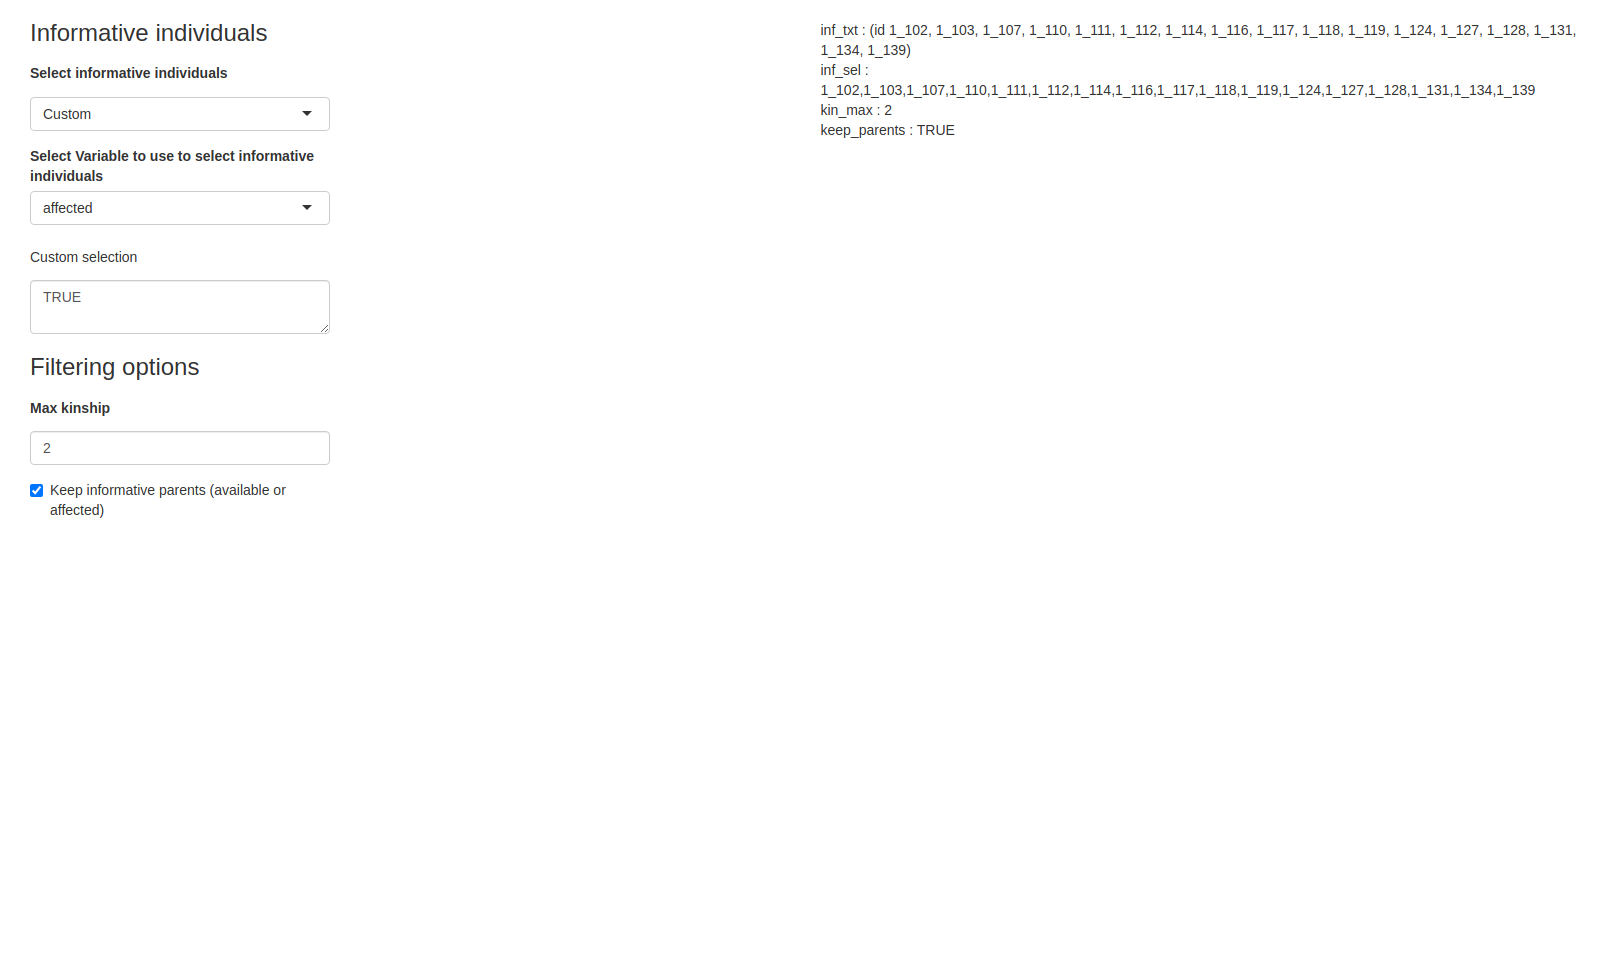 Informative individuals
Select informative individuals
Custom
Select Variable to use to select informative
individuals
affected
Custom selection
TRUE
Filtering options
Max kinship
2
Keep informative parents (available or
affected)
inf_txt : (id 1_102, 1_103, 1_107, 1_110, 1_111, 1_112, 1_114, 1_116, 1_117, 1_118, 1_119, 1_124, 1_127, 1_128, 1_131,
1_134, 1_139)
inf_sel :
1_102,1_103,1_107,1_110,1_111,1_112,1_114,1_116,1_117,1_118,1_119,1_124,1_127,1_128,1_131,1_134,1_139
kin_max : 2
keep_parents : TRUE